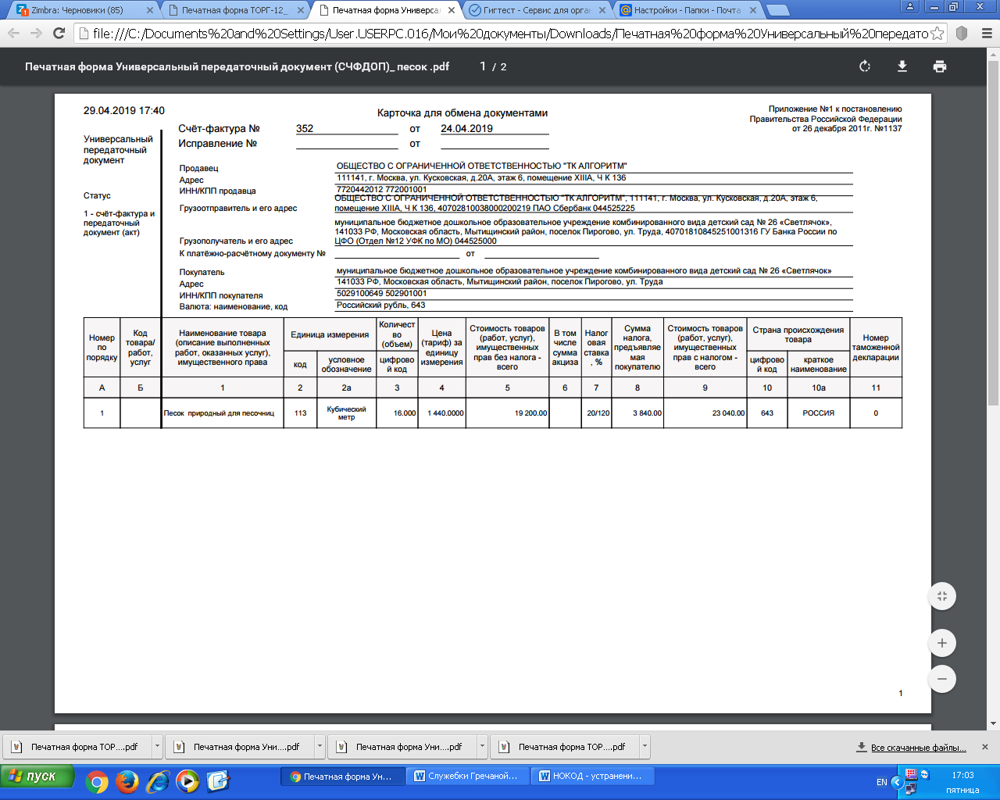 Zimbra: Черновики (85)
Печатная форма ТОРГ-12_
Печатная форма Универсал
Гигтест - Сервис для орган
Настройки - Папки - Почта
file:///C:/Documents%20and%20Settings/User.USERPC.016/Мои%20документы/Downloads/Печатная%20форма%20Универсальный%20передато
Печатная форма Универсальный передаточный документ (СЧФДОП)_ песок .pdf
1 / 2
29.04.2019 17:40
Карточка для обмена документами
Приложение №1 к постановлению
Правительства Российской Федерации
от 26 декабря 2011г. №1137
Счёт-фактура № 352 от 24.04.2019
Исправление № от
Универсальный
передаточный
документ
Статус
1 - счёт-фактура и
передаточный
документ (акт)
Продавец ОБЩЕСТВО С ОГРАНИЧЕННОЙ ОТВЕТСТВЕННОСТЬЮ "ТК АЛГОРИТМ"
Адрес 111141, г. Москва, ул. Кусковская, д.20А, этаж 6, помещение XIIIА, Ч К 136
ИНН/КПП продавца 7720442012 772001001
ОБЩЕСТВО С ОГРАНИЧЕННОЙ ОТВЕТСТВЕННОСТЬЮ "ТК АЛГОРИТМ", 111141, г. Москва, ул. Кусковская, д.20А, этаж 6,
Грузоотправитель и его адрес помещение XIIIА, Ч К 136, 40702810038000200219 ПАО Сбербанк 044525225
муниципальное бюджетное дошкольное образовательное учреждение комбинированного вида детский сад № 26 «Светлячок»,
141033 РФ, Московская область, Мытищинский район, поселок Пирогово, ул. Труда, 40701810845251001316 ГУ Банка России по
Грузополучатель и его адрес ЦФО (Отдел №12 УФК по МО) 044525000
К платёжно-расчётному документу № от
Покупатель муниципальное бюджетное дошкольное образовательное учреждение комбинированного вида детский сад № 26 «Светлячок»
Адрес 141033 РФ, Московская область, Мытищинский район, поселок Пирогово, ул. Труда
ИНН/КПП покупателя 5029100649 502901001
Валюта: наименование, код Российский рубль, 643
Номер
по
порядку
Код
товара/
работ,
услуг
Наименование товара
(описание выполненных
работ, оказанных услуг),
имущественного права
Единица измерения
код
условное
обозначение
Количест
во
(объем)
цифрово
й код
Цена
(тариф) за
единицу
измерения
Стоимость товаров
(работ, услуг),
имущественных
прав без налога -
всего
В том
числе
сумма
акциза
Налог
овая
ставка
, %
Сумма
налога,
предъявляе
мая
покупателю
Стоимость товаров
(работ, услуг),
имущественных
прав с налогом -
всего
Страна происхождения
товара
цифрово
й код
краткое
наименование
Номер
таможенной
декларации
А Б 1 2 2а 3 4 5 6 7 8 9 10 10а 11
1 Песок природный для песочниц 113 Кубический метр 16.000 1 440.0000 19 200.00 20/120 3 840.00 23 040.00 643 РОССИЯ 0
1
Печатная форма ТОР....pdf
Печатная форма Уни....pdf
Печатная форма Уни....pdf
Печатная форма ТОР....pdf
Все скачанные файлы...
пуск
Печатная форма Ун...
Служебки Гречаной...
НОКОД - устранени...
EN
17:03
пятница